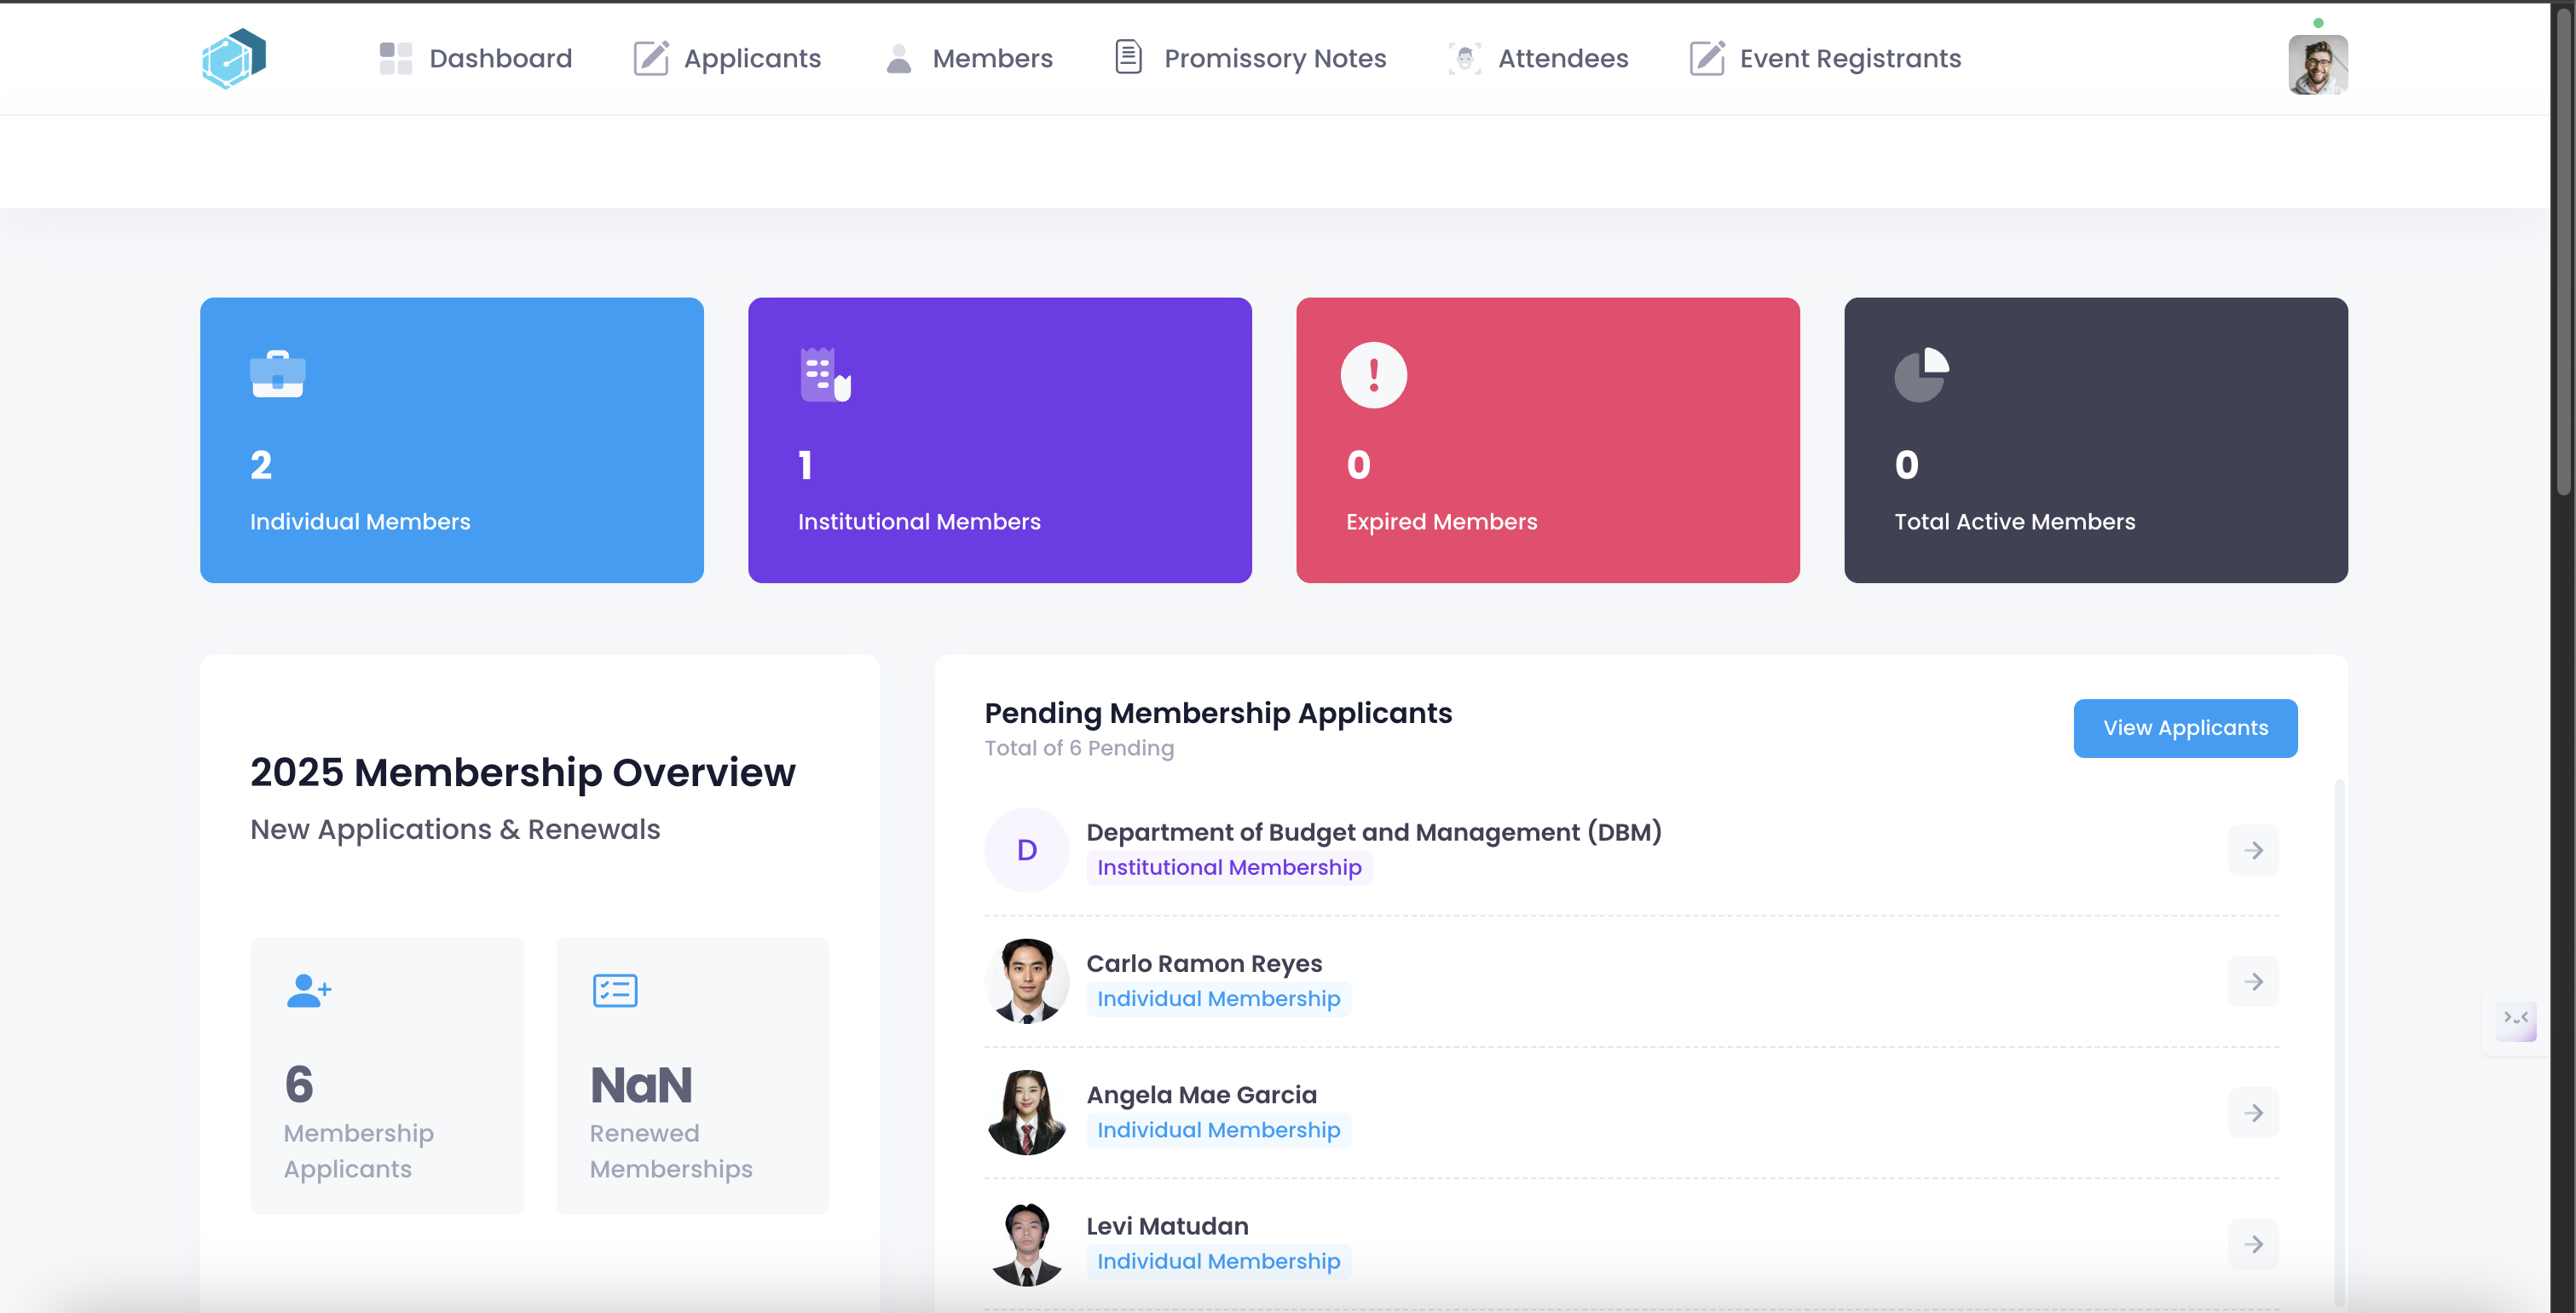 Dashboard
Applicants
Members
Promissory Notes
Attendees
Event Registrants
2
Individual Members
1
Institutional Members
0
Expired Members
0
Total Active Members
2025 Membership Overview
New Applications & Renewals
6
Membership
Applicants
NaN
Renewed
Memberships
Pending Membership Applicants
Total of 6 Pending
View Applicants
D
Department of Budget and Management (DBM)
Institutional Membership
Carlo Ramon Reyes
Individual Membership
Angela Mae Garcia
Individual Membership
Levi Matudan
Individual Membership